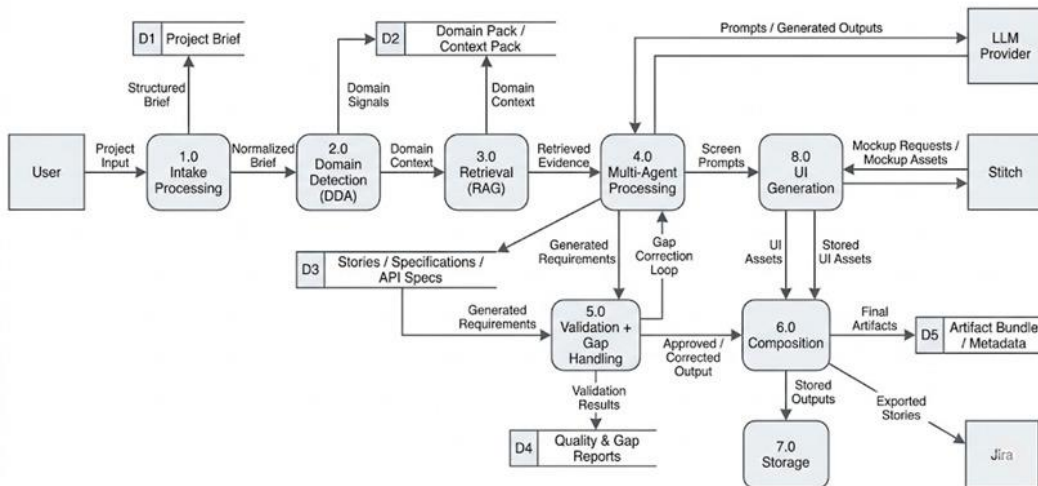 D1 Project Brief
D2 Domain Pack /
Context Pack
Prompts / Generated Outputs
LLM
Provider
Structured
Brief
Domain
Signals
Domain
Context
User
Project
Input
1.0
Intake
Processing
Normalized
Brief
2.0
Domain
Detection
(DDA)
Domain
Context
3.0
Retrieval
(RAG)
Retrieved
Evidence
4.0
Multi-Agent
Processing
Screen
Prompts
8.0
UI
Generation
Mockup Requests /
Mockup Assets
Stitch
D3 Stories / Specifications /
API Specs
Generated
Requirements
Gap
Correction
Loop
UI
Assets
Stored
UI Assets
Generated
Requirements
5.0
Validation +
Gap
Handling
Approved /
Corrected
Output
6.0
Composition
Final
Artifacts
D5 Artifact Bundle
/ Metadata
Validation
Results
Stored
Outputs
Exported
Stories
D4 Quality & Gap
Reports
7.0
Storage
Jira